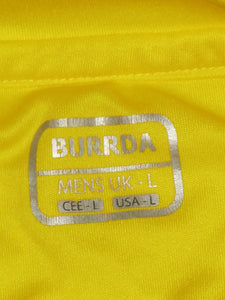 BURRDA
MENS UK - L
CEE - L USA - L